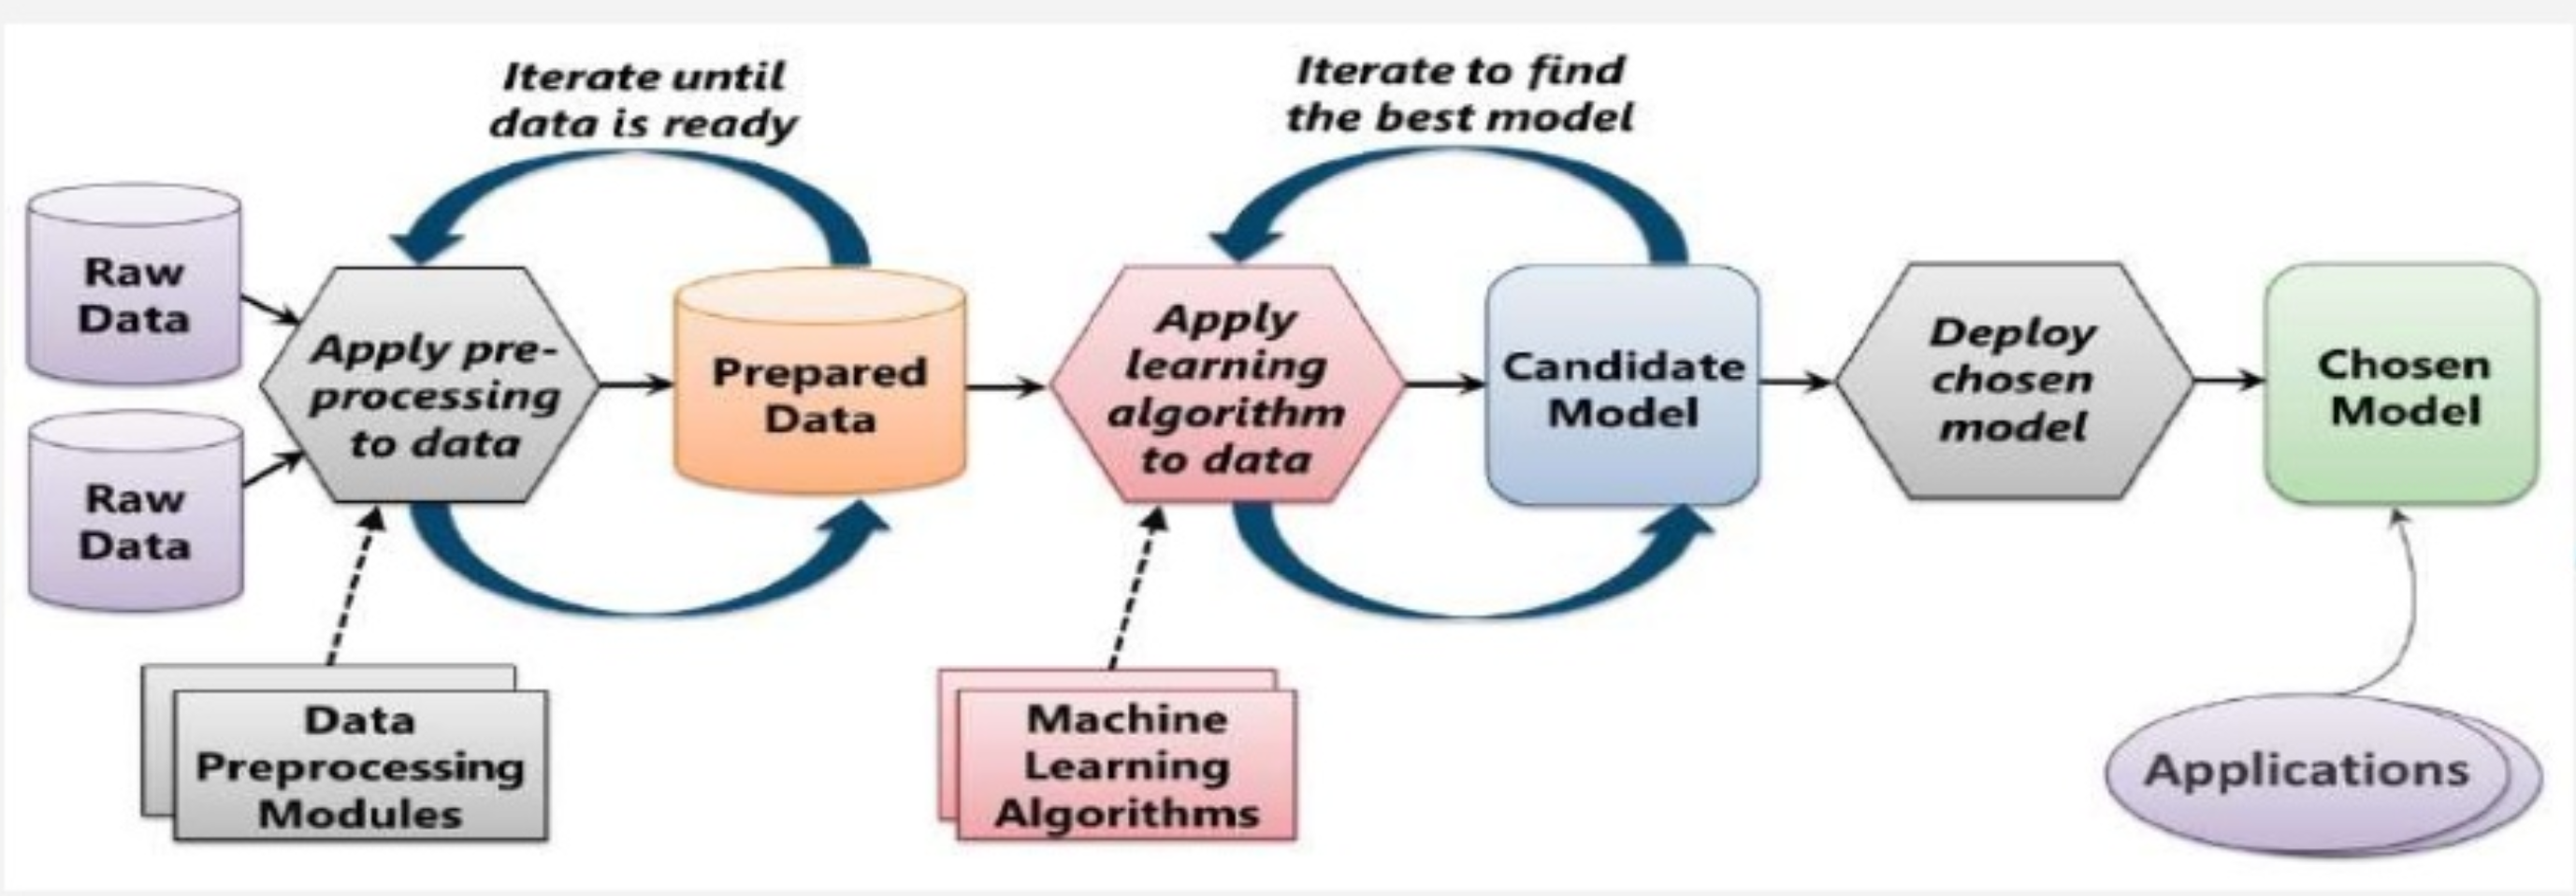 Iterate until
data is ready
Iterate to find
the best model
Raw
Data
Raw
Data
Apply pre-
processing
to data
Prepared
Data
Apply
learning
algorithm
to data
Candidate
Model
Deploy
chosen
model
Chosen
Model
Data
Preprocessing
Modules
Machine
Learning
Algorithms
Applications